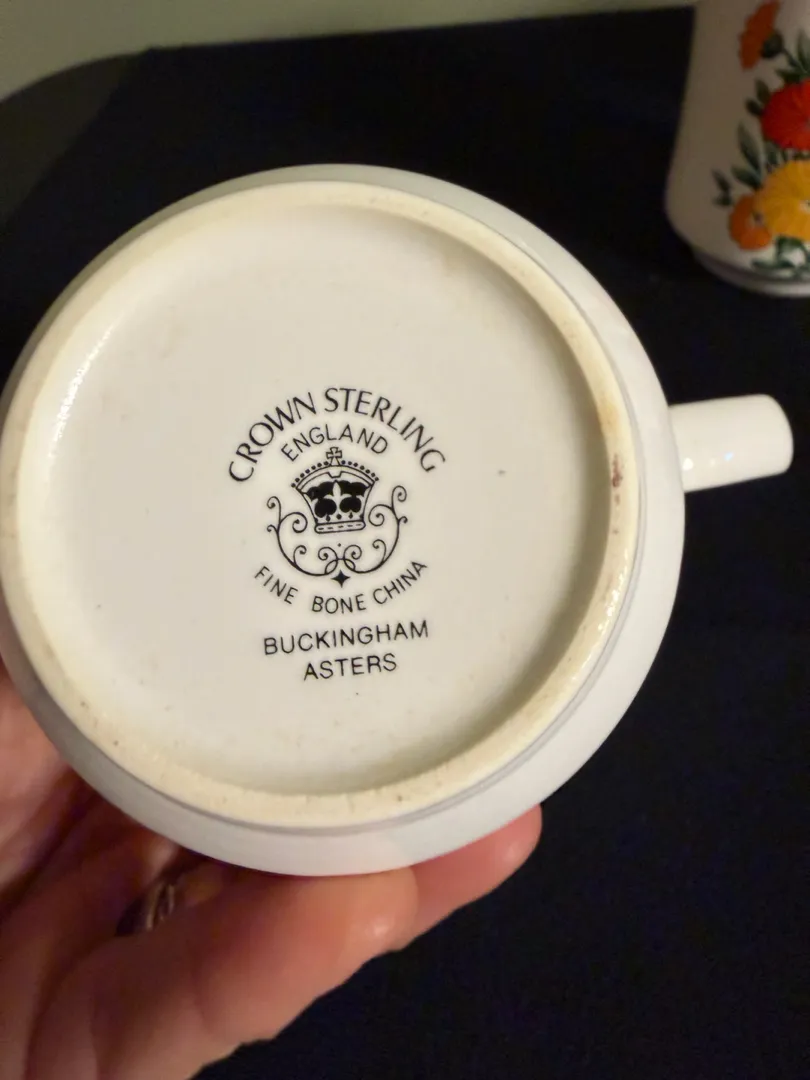 CROWN STERLING
ENGLAND
FINE BONE CHINA
BUCKINGHAM
ASTERS